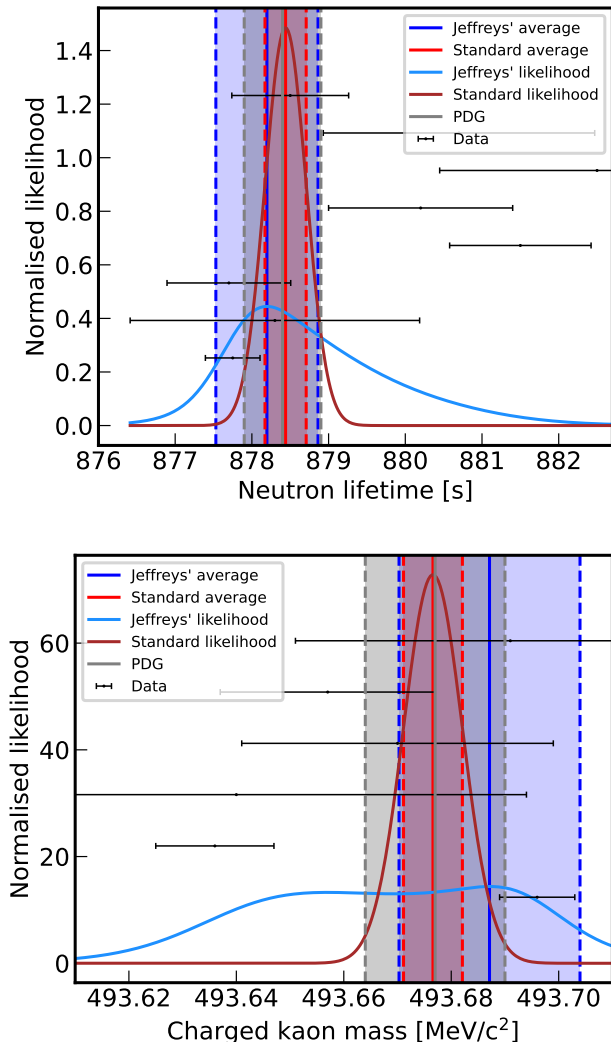 Normalised likelihood
1.4
1.2
1.0
0.8
0.6
0.4
0.2
0.0
Jeffreys' average
Standard average
Jeffreys' likelihood
Standard likelihood
PDG
Data
876 877 878 879 880 881 882
Neutron lifetime [s]
Normalised likelihood
60
40
20
0
Jeffreys' average
Standard average
Jeffreys' likelihood
Standard likelihood
PDG
Data
493.62 493.64 493.66 493.68 493.70
Charged kaon mass [MeV/c²]